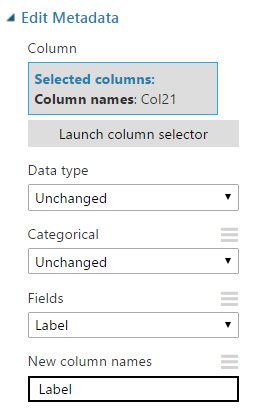 Edit Metadata
Column
Selected columns:
Column names: Col21
Launch column selector
Data type
Unchanged
Categorical
Unchanged
Fields
Label
New column names
Label